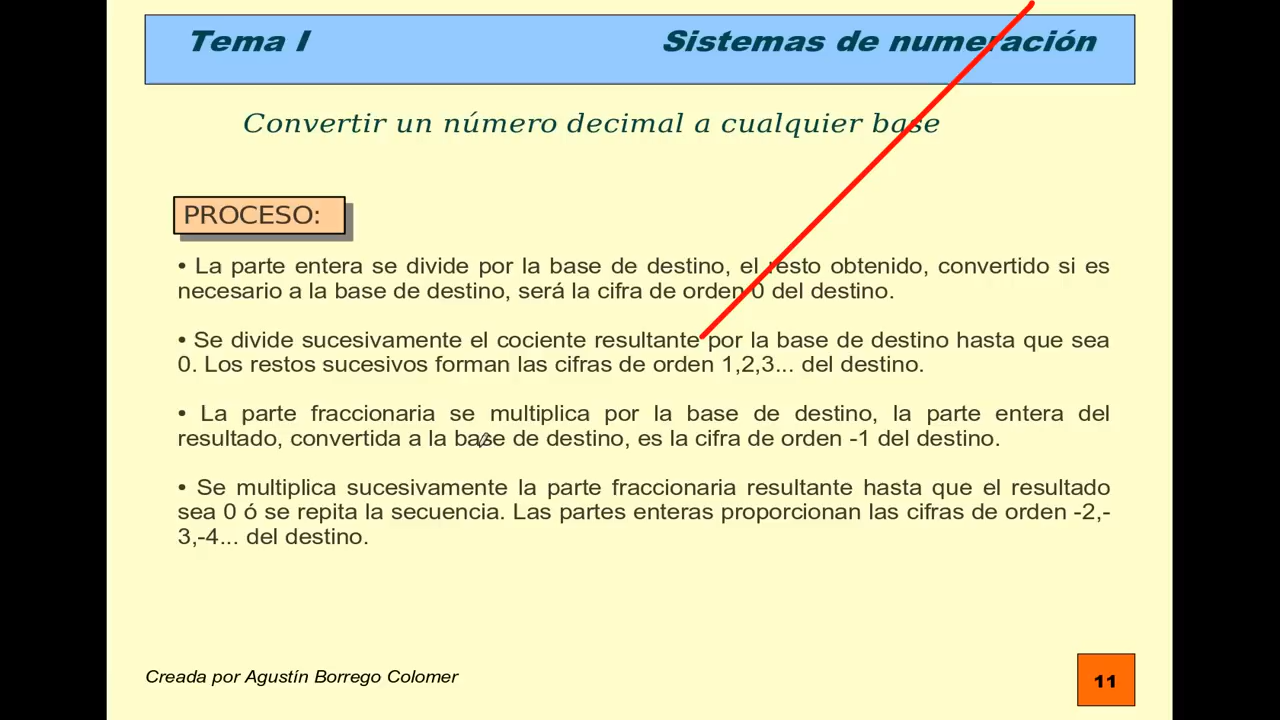 Tema I Sistemas de numeración
Convertir un número decimal a cualquier base
PROCESO:
• La parte entera se divide por la base de destino, el resto obtenido, convertido si es
necesario a la base de destino, será la cifra de orden 0 del destino.
• Se divide sucesivamente el cociente resultante por la base de destino hasta que sea
0. Los restos sucesivos forman las cifras de orden 1,2,3... del destino.
• La parte fraccionaria se multiplica por la base de destino, la parte entera del
resultado, convertida a la base de destino, es la cifra de orden -1 del destino.
• Se multiplica sucesivamente la parte fraccionaria resultante hasta que el resultado
sea 0 ó se repita la secuencia. Las partes enteras proporcionan las cifras de orden -2,-
3,-4... del destino.
Creada por Agustín Borrego Colomer
11